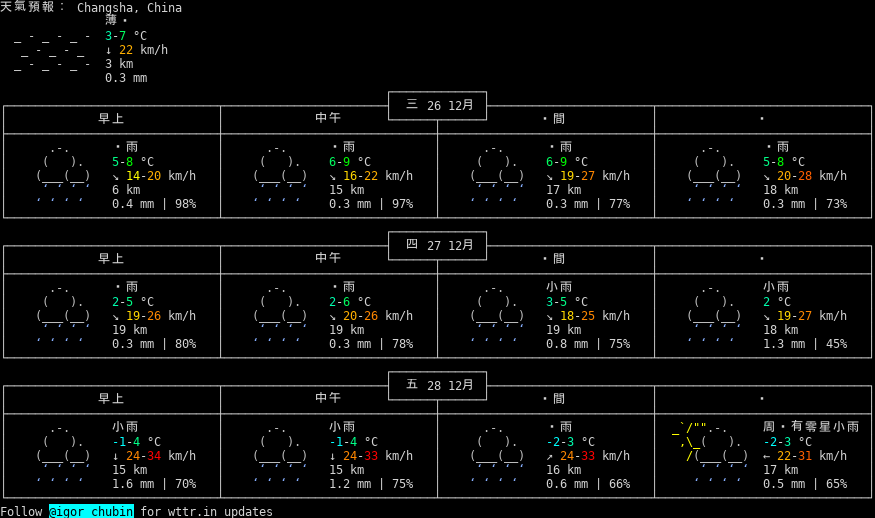 天氣預報： Changsha, China
薄・
3-7 °C
↓ 22 km/h
3 km
0.3 mm
三 26 12月
早上 中午 ・間 ・
・雨 ・雨 ・雨 ・雨
5-8 °C 6-9 °C 6-9 °C 5-8 °C
↘ 14-20 km/h ↘ 16-22 km/h ↘ 19-27 km/h ↘ 20-28 km/h
6 km 15 km 17 km 18 km
0.4 mm | 98% 0.3 mm | 97% 0.3 mm | 77% 0.3 mm | 73%
四 27 12月
早上 中午 ・間 ・
・雨 ・雨 小雨 小雨
2-5 °C 2-6 °C 3-5 °C 2 °C
↘ 19-26 km/h ↘ 20-26 km/h ↘ 18-25 km/h ↘ 19-27 km/h
19 km 19 km 19 km 18 km
0.3 mm | 80% 0.3 mm | 78% 0.8 mm | 75% 1.3 mm | 45%
五 28 12月
早上 中午 ・間 ・
小雨 小雨 ・雨 周・有零星小雨
-1-4 °C -1-4 °C -2-3 °C -2-3 °C
↓ 24-34 km/h ↓ 24-33 km/h ↗ 24-33 km/h ← 22-31 km/h
15 km 15 km 16 km 17 km
1.6 mm | 70% 1.2 mm | 75% 0.6 mm | 66% 0.5 mm | 65%
Follow @igor_chubin for wttr.in updates